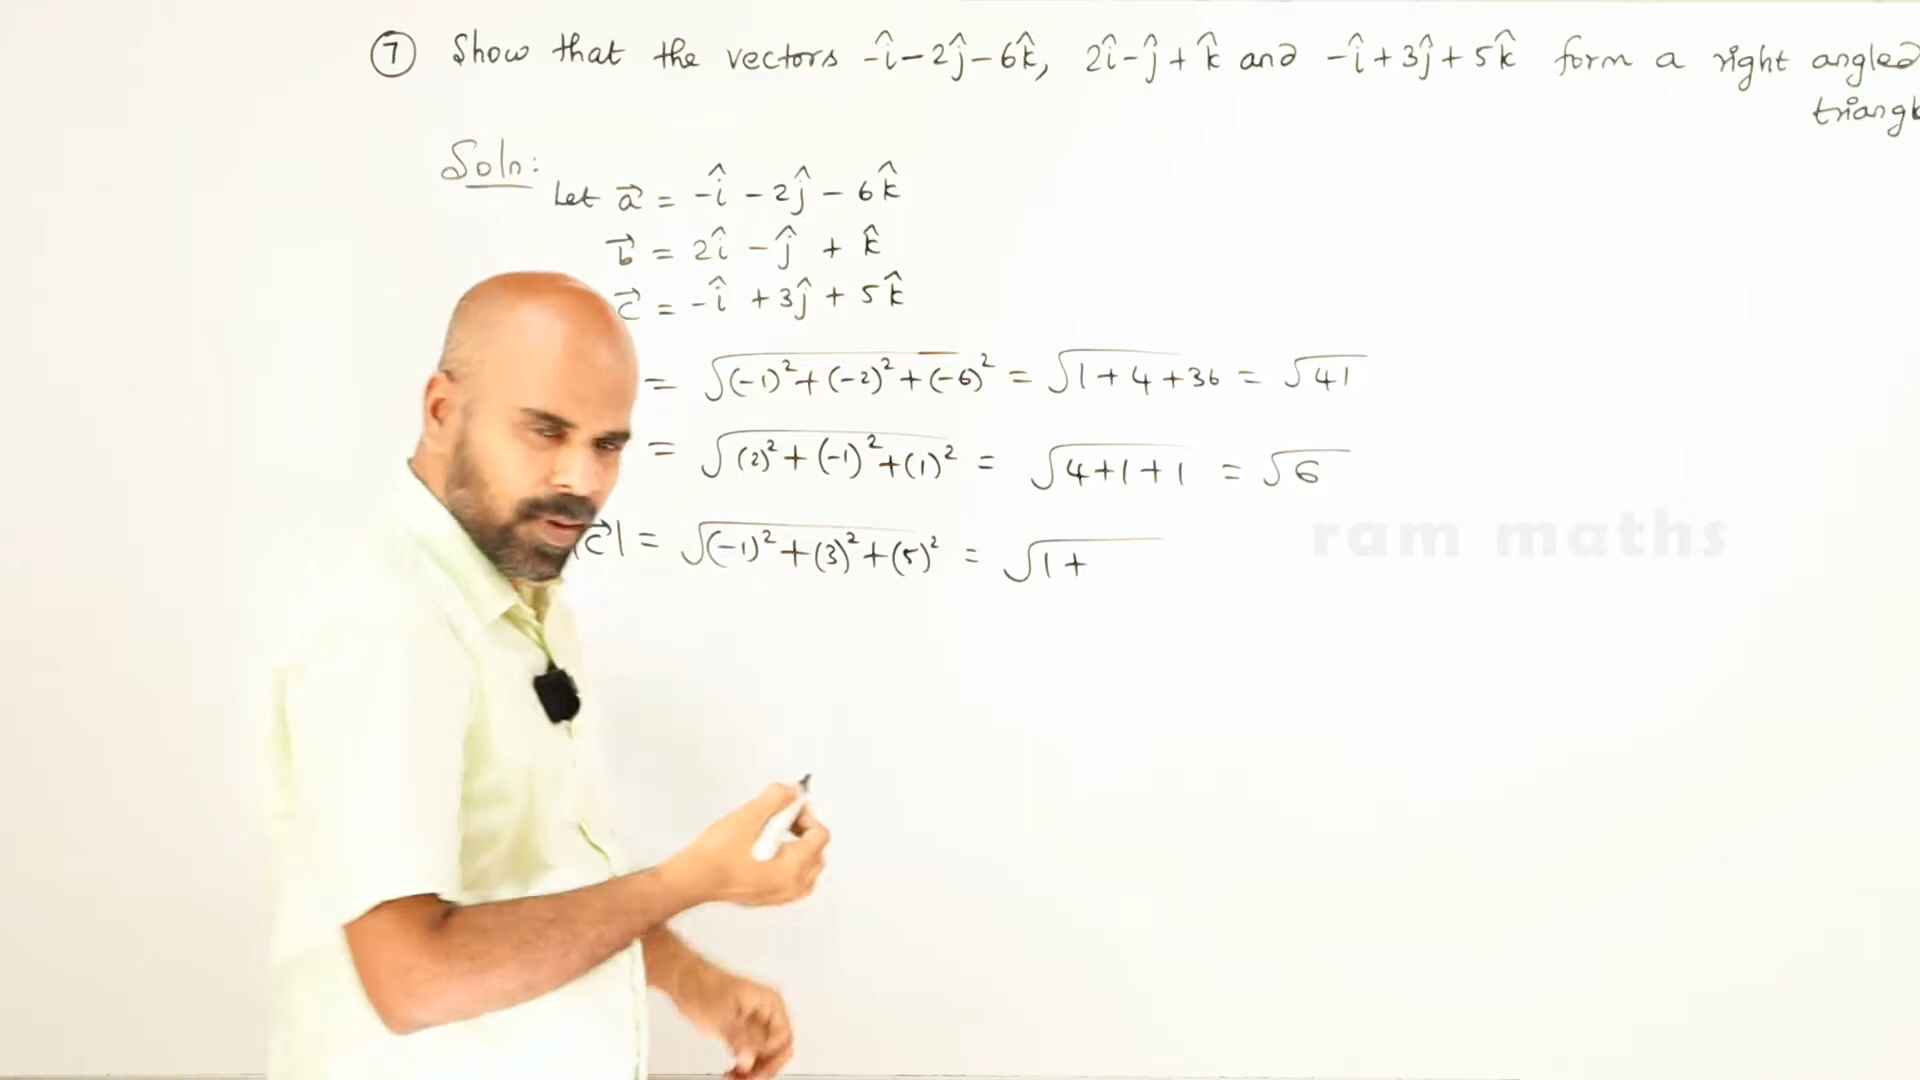 ⑦ Show that the vectors -î-2ĵ-6k̂, 2î-ĵ+k̂ and -î+3ĵ+5k̂ form a right angled
Soln:
Let a⃗ = -î - 2ĵ - 6k̂
b⃗ = 2î - ĵ + k̂
c⃗ = -î + 3ĵ + 5k̂
= √(-1)²+(-2)²+(-6)² = √1+4+36 = √41
= √(2)²+(-1)²+(1)² = √4+1+1 = √6
|c⃗| = √(-1)²+(3)²+(5)² = √1+
ram maths